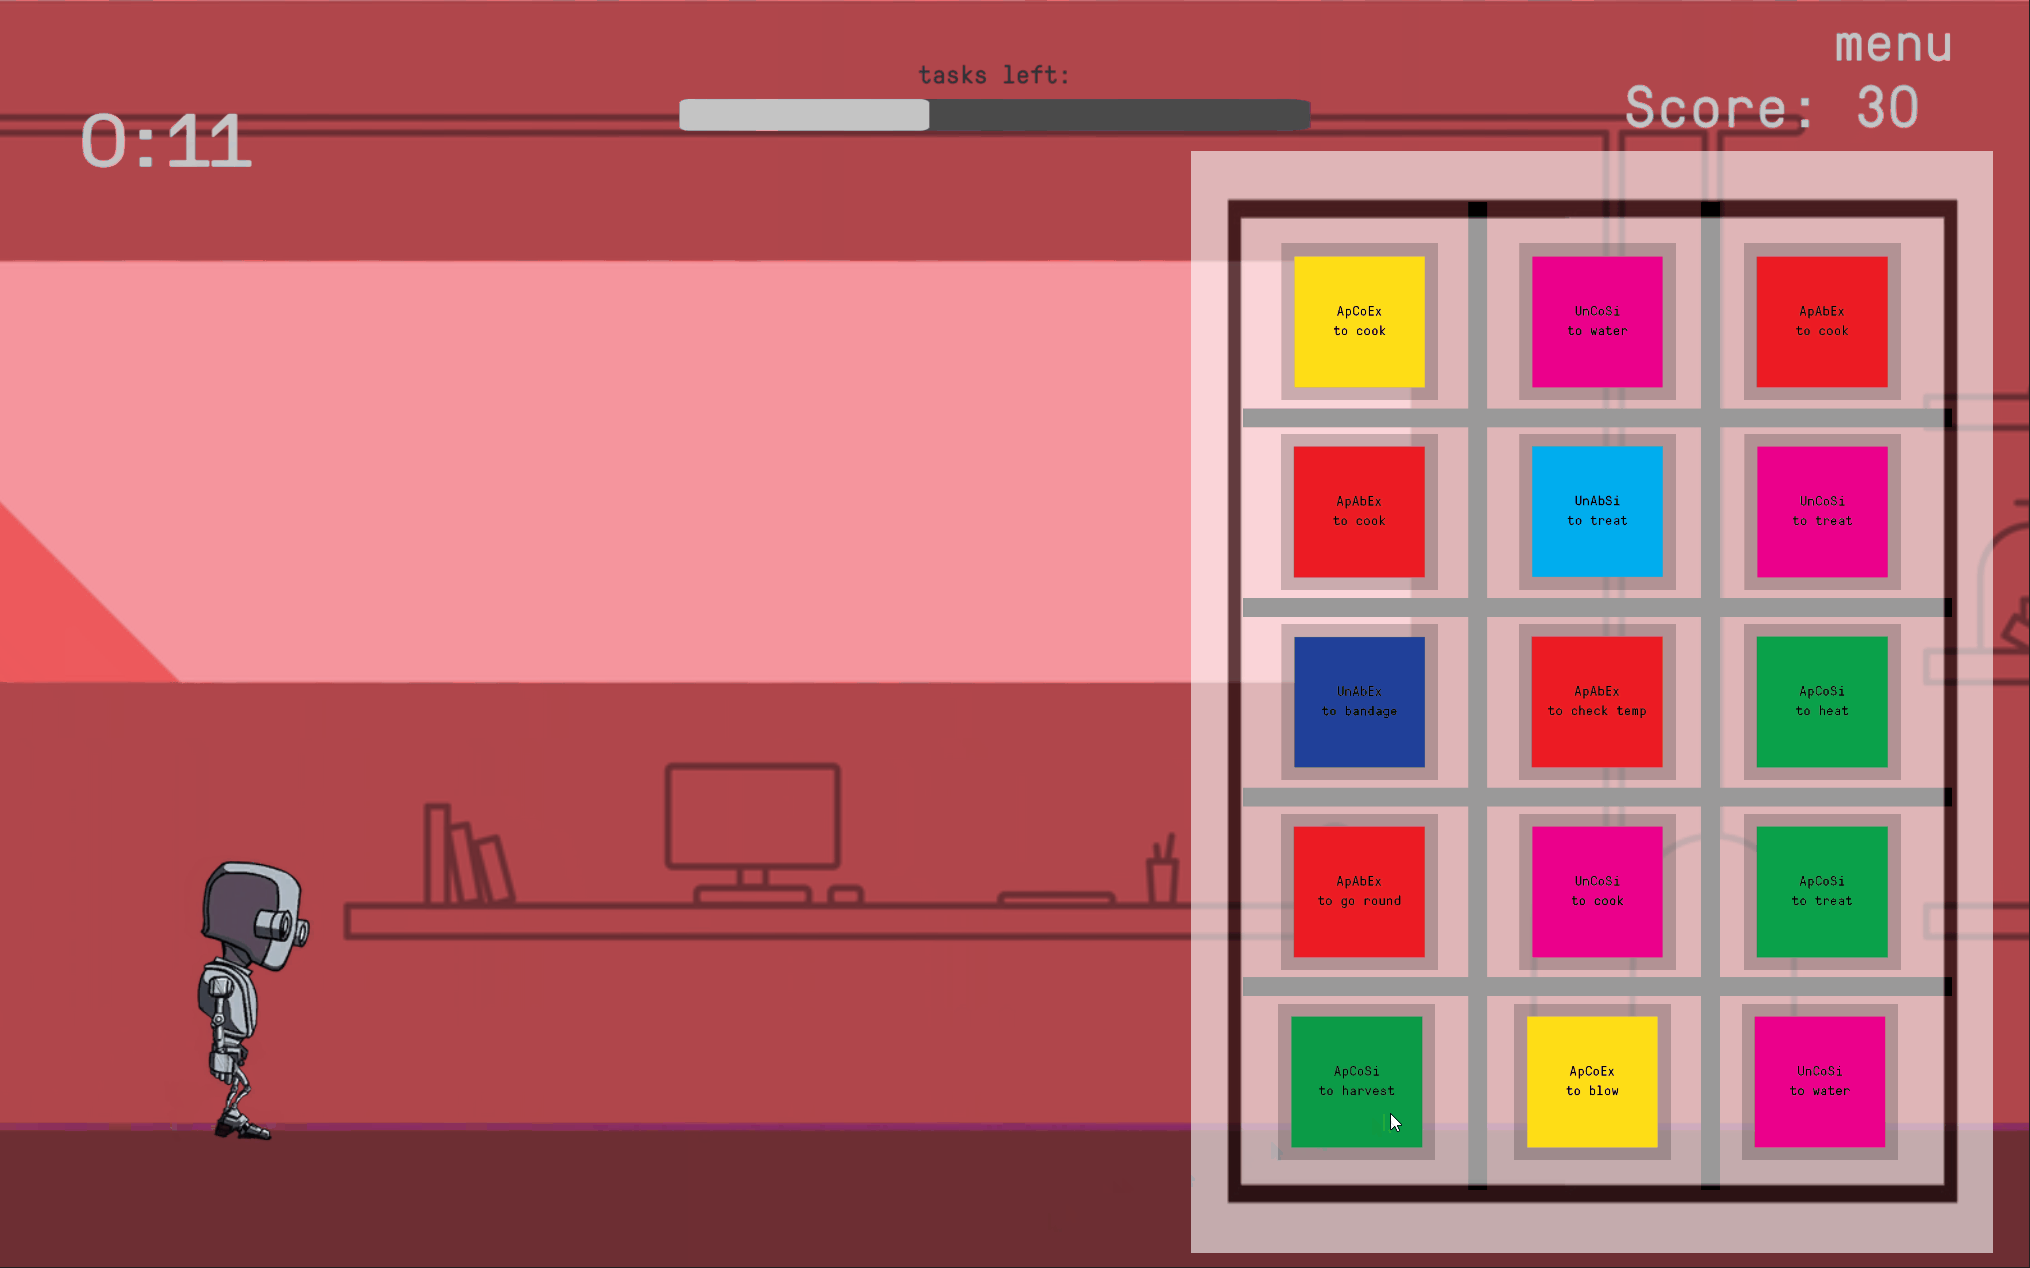 menu
tasks left:
Score: 30
0:11
ApCoEx
to cook
UnCoSi
to water
ApAbEx
to cook
ApAbEx
to cook
UnAbSi
to treat
UnCoSi
to treat
UnAbEx
to bandage
ApAbEx
to check temp
ApCoSi
to heat
ApAbEx
to go round
UnCoSi
to cook
ApCoSi
to treat
ApCoSi
to harvest
ApCoEx
to blow
UnCoSi
to water